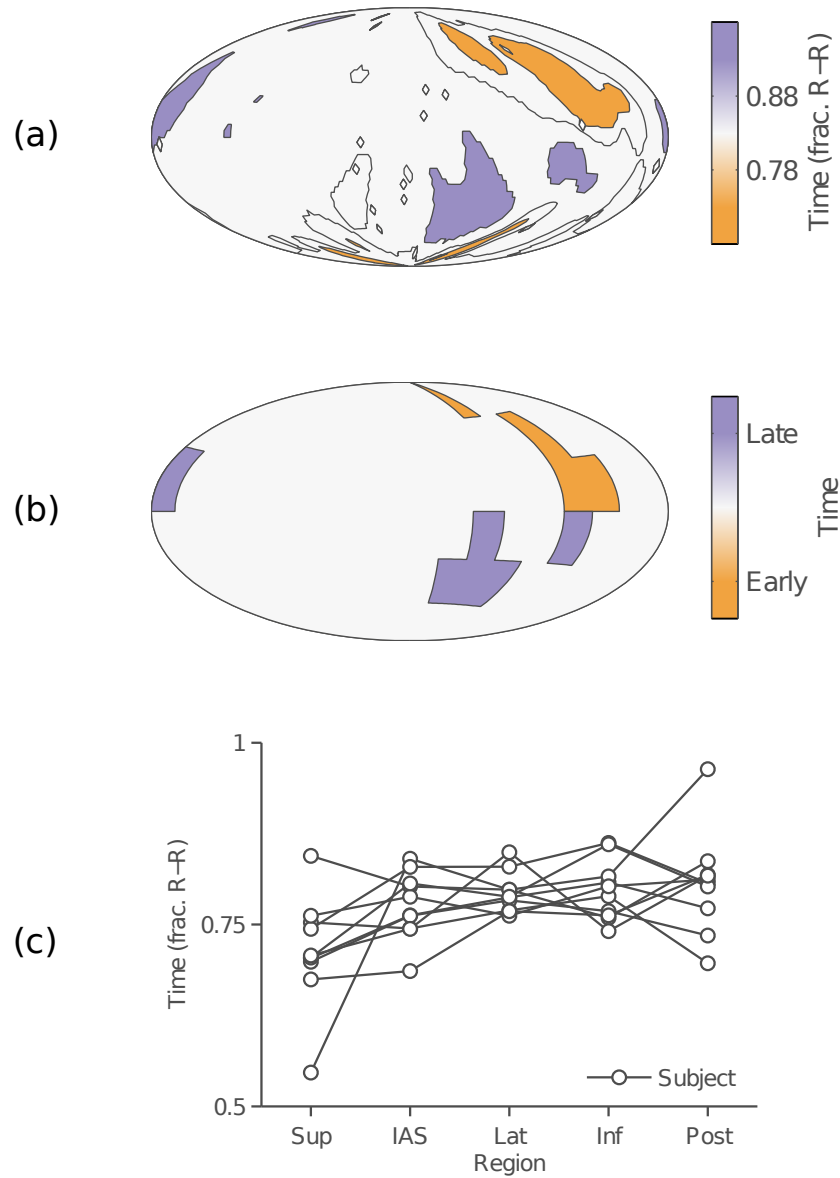 (a)
0.88
0.78
Time (frac. R–R)
(b)
Late
Early
Time
(c)
1
0.75
0.5
Time (frac. R–R)
Subject
Sup IAS Lat Inf Post
Region